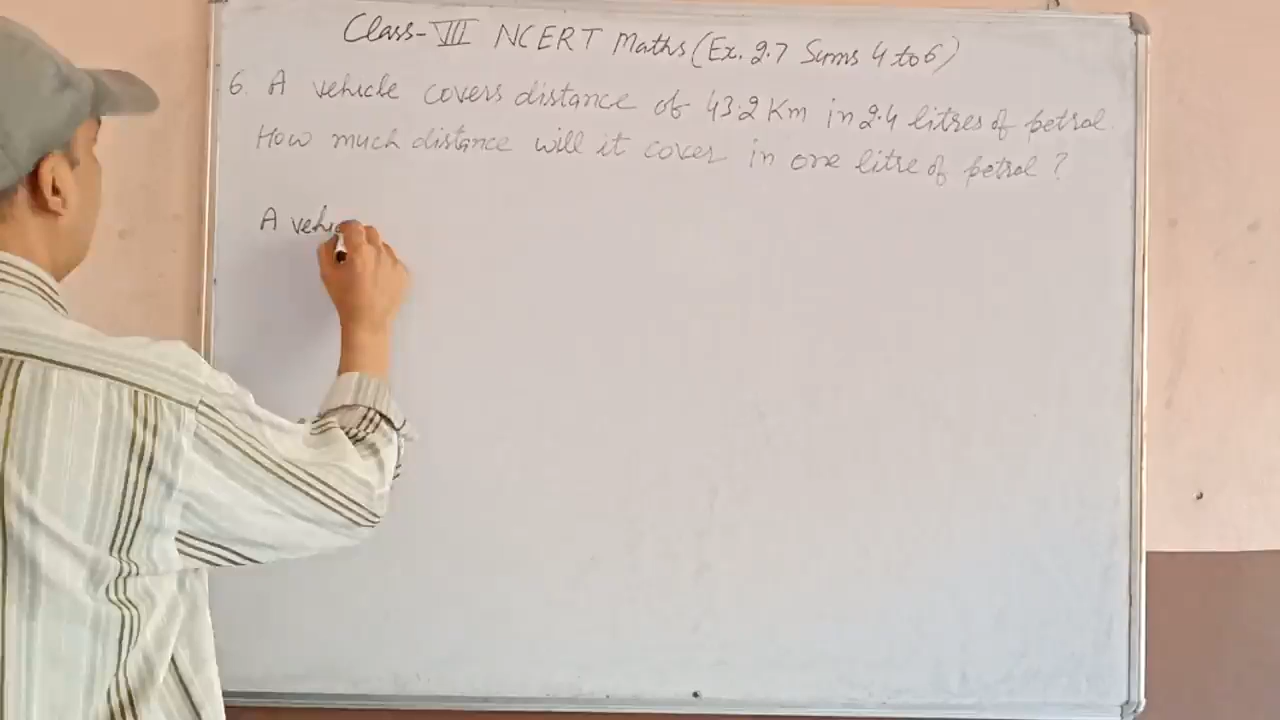 Class-VII NCERT Maths (Ex. 2.7 Sums 4 to 6)
6. A vehicle covers distance of 43.2 Km in 2.4 litres of petrol.
How much distance will it cover in one litre of petrol?
A vehi